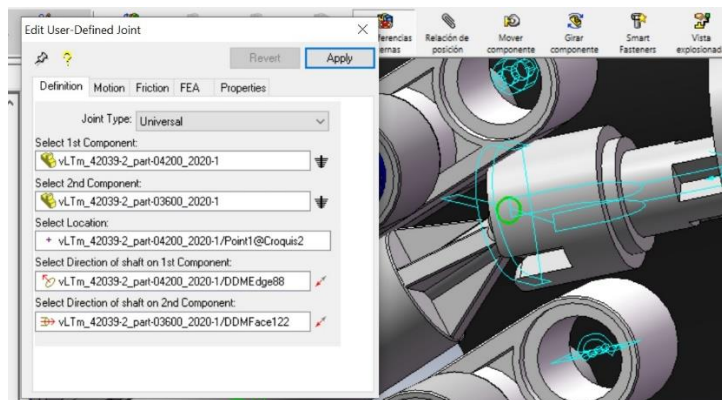 Edit User-Defined Joint
Revert
Apply
Definition
Motion
Friction
FEA
Properties
Joint Type:
Universal
Select 1st Component:
vLTm_42039-2_part-04200_2020-1
Select 2nd Component:
vLTm_42039-2_part-03600_2020-1
Select Location:
vLTm_42039-2_part-04200_2020-1/Point1@Croquis2
Select Direction of shaft on 1st Component:
vLTm_42039-2_part-04200_2020-1/DDMEdge88
Select Direction of shaft on 2nd Component:
vLTm_42039-2_part-03600_2020-1/DDMFace122
Relación de
posición
Mover
componente
Girar
componente
Smart
Fasteners
Vista